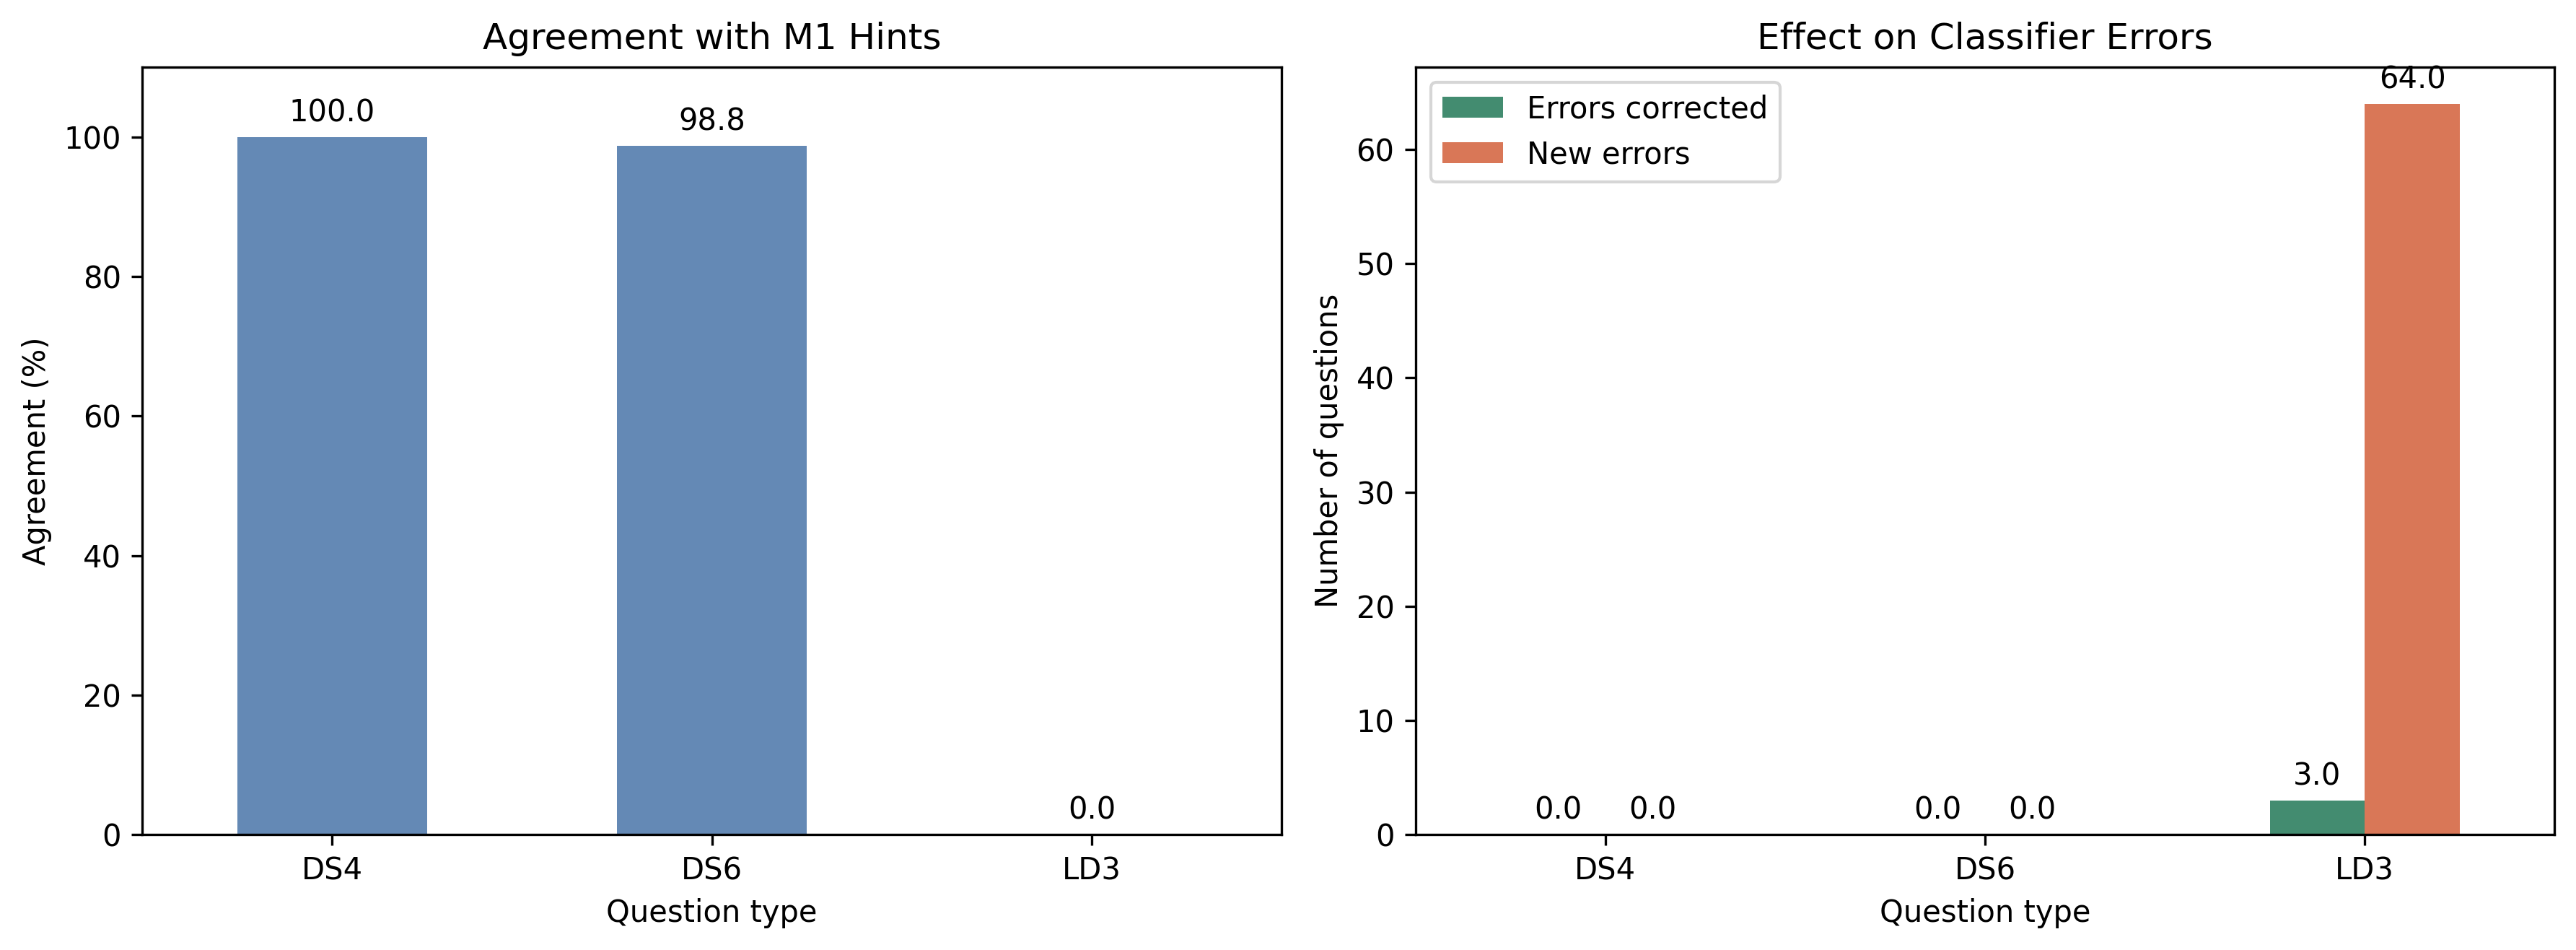 Agreement with M1 Hints
Agreement (%)
100
80
60
40
20
0
100.0
98.8
0.0
DS4
DS6
LD3
Question type
Effect on Classifier Errors
Errors corrected
New errors
Number of questions
60
50
40
30
20
10
0
0.0 0.0
0.0 0.0
3.0
64.0
DS4
DS6
LD3
Question type